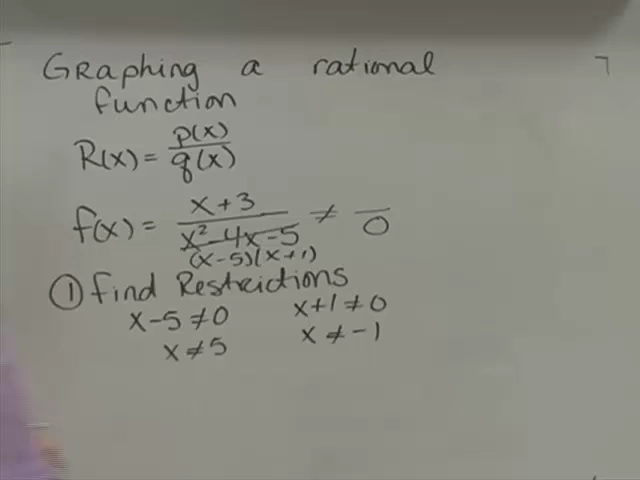 Graphing a rational
function
R(x) = p(x)/q(x)
f(x) = x+3/x²-4x-5 ≠ —/0
(x-5)(x+1)
① Find Restrictions
x-5≠0 x+1≠0
x≠5 x≠-1